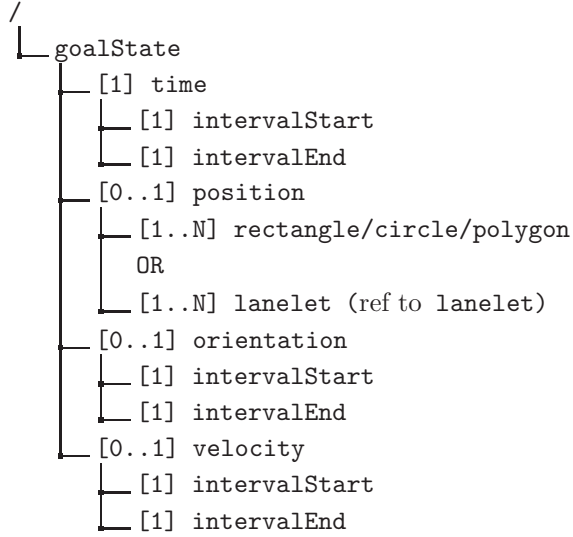 /
goalState
[1] time
[1] intervalStart
[1] intervalEnd
[0..1] position
[1..N] rectangle/circle/polygon
OR
[1..N] lanelet (ref to lanelet)
[0..1] orientation
[1] intervalStart
[1] intervalEnd
[0..1] velocity
[1] intervalStart
[1] intervalEnd